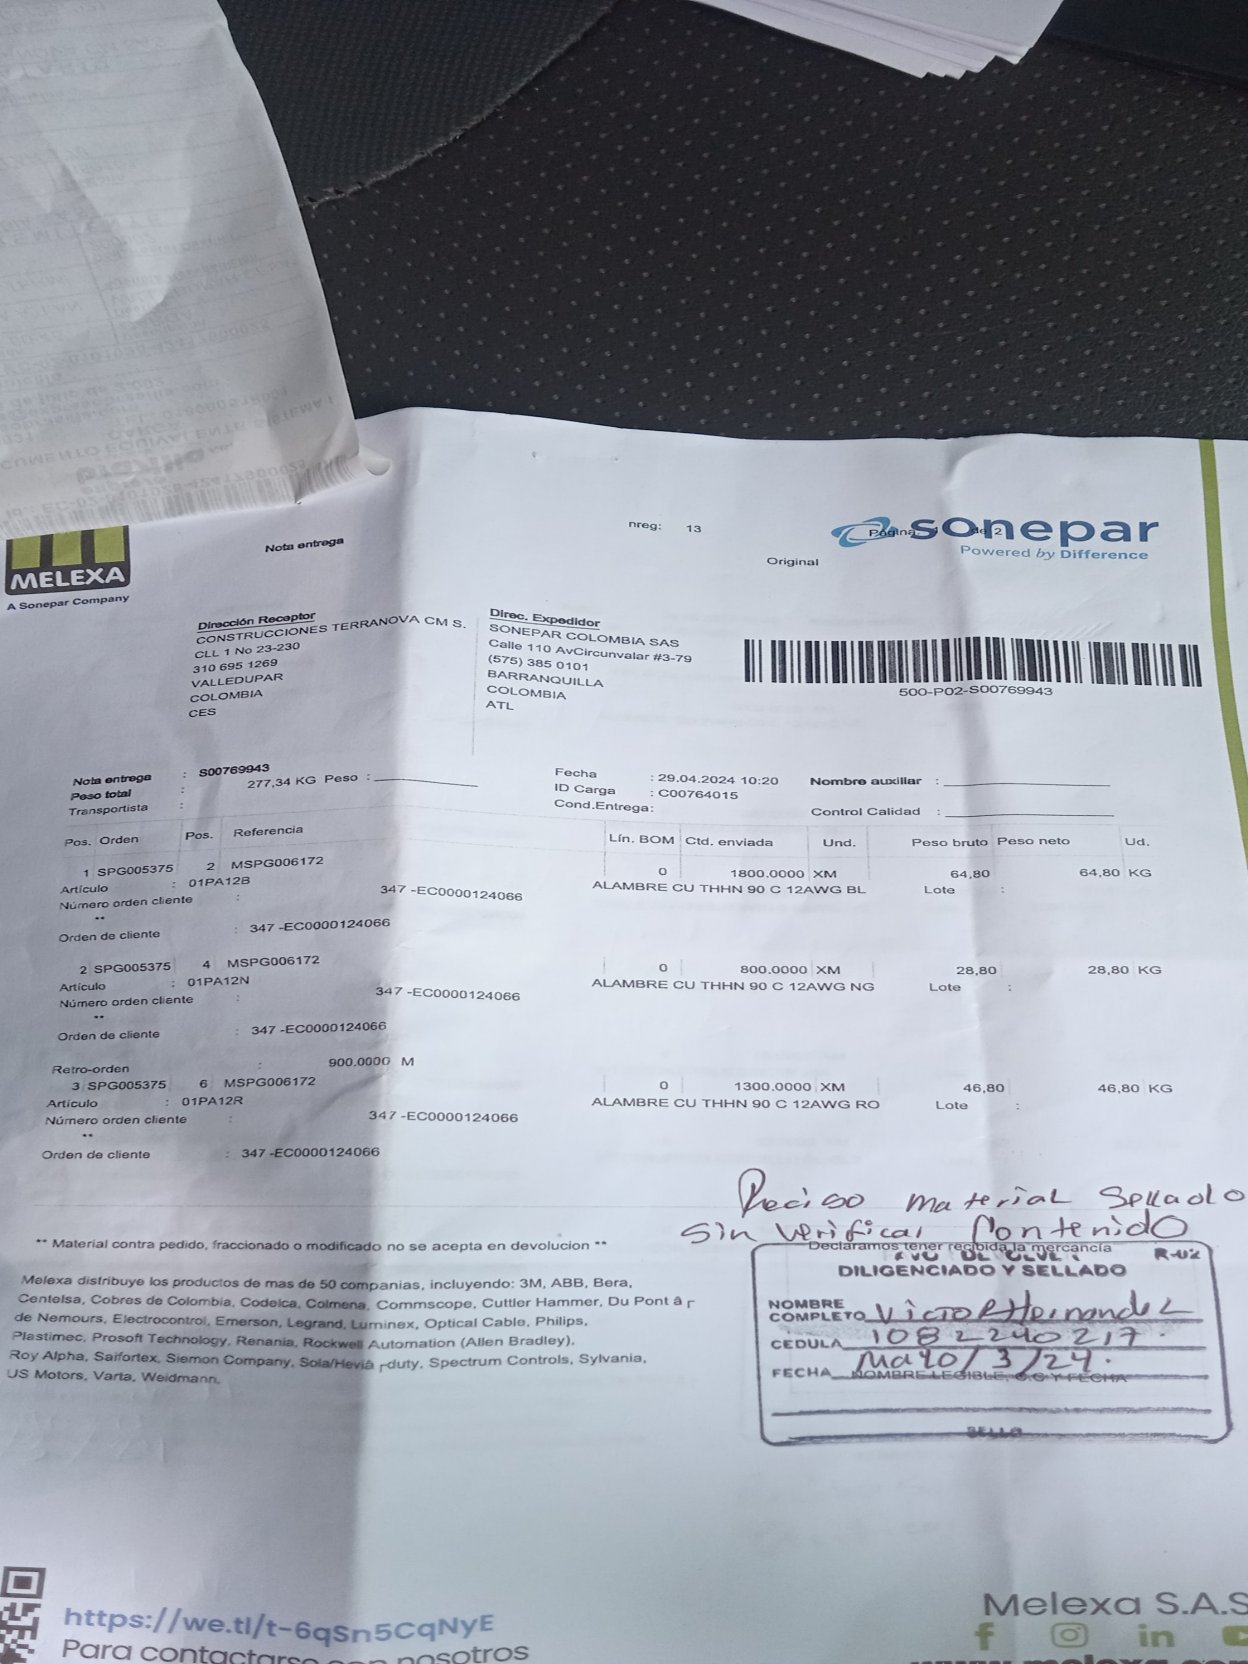 MELEXA
A Sonepar Company
Nota entrega
nreg: 13
Original
Página de 2
sonepar
Powered by Difference
Dirección Receptor
CONSTRUCCIONES TERRANOVA CM S.
CLL 1 No 23-230
310 695 1269
VALLEDUPAR
COLOMBIA
CES
Direc. Expedidor
SONEPAR COLOMBIA SAS
Calle 110 AvCircunvalar #3-79
(575) 385 0101
BARRANQUILLA
COLOMBIA
ATL
500-P02-S00769943
Nota entrega : S00769943
Peso total : 277,34 KG Peso :
Transportista :
Fecha : 29.04.2024 10:20
ID Carga : C00764015
Cond.Entrega:
Nombre auxiliar :
Control Calidad :
Pos. Orden Pos. Referencia Lín. BOM Ctd. enviada Und. Peso bruto Peso neto Ud.
1 SPG005375 2 MSPG006172 0 1800.0000 XM 64,80 64,80 KG
Artículo : 01PA12B ALAMBRE CU THHN 90 C 12AWG BL Lote :
Número orden cliente : 347 -EC0000124066
**
Orden de cliente : 347 -EC0000124066
2 SPG005375 4 MSPG006172 0 800.0000 XM 28,80 28,80 KG
Artículo : 01PA12N ALAMBRE CU THHN 90 C 12AWG NG Lote :
Número orden cliente : 347 -EC0000124066
**
Orden de cliente : 347 -EC0000124066
Retro-orden : 900.0000 M
3 SPG005375 6 MSPG006172 0 1300.0000 XM 46,80 46,80 KG
Artículo : 01PA12R ALAMBRE CU THHN 90 C 12AWG RO Lote :
Número orden cliente : 347 -EC0000124066
**
Orden de cliente : 347 -EC0000124066
Reciso material Sellado
Sin Verificar Contenido
** Material contra pedido, fraccionado o modificado no se acepta en devolucion **
Melexa distribuye los productos de mas de 50 companias, incluyendo: 3M, ABB, Bera,
Centelsa, Cobres de Colombia, Codelca, Colmena, Commscope, Cuttler Hammer, Du Pont â ┌
de Nemours, Electrocontrol, Emerson, Legrand, Luminex, Optical Cable, Philips,
Plastimec, Prosoft Technology, Renania, Rockwell Automation (Allen Bradley),
Roy Alpha, Saifortex, Siemon Company, Sola/Heviâ ┌duty, Spectrum Controls, Sylvania,
US Motors, Varta, Weidmann,
Declaramos tener recibida la mercancía
R-02
DILIGENCIADO Y SELLADO
NOMBRE
COMPLETO Victor Hernandez
CEDULA 1082240217.
FECHA Mayo/3/24.
NOMBRE LEGIBLE, C.C Y FECHA
SELLO
https://we.tl/t-6qSn5CqNyE
Para contactarse con nosotros
Melexa S.A.S